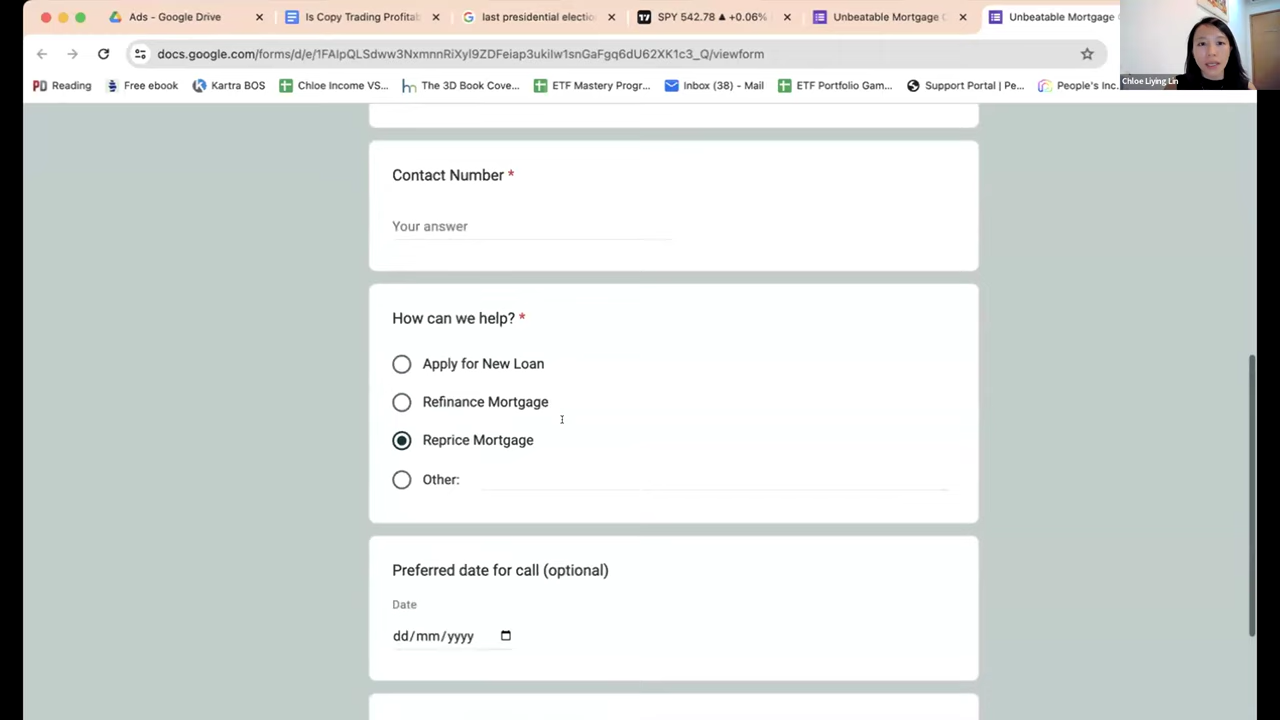 Ads - Google Drive
Is Copy Trading Profitab
last presidential electio
SPY 542.78 ▲ +0.06%
Unbeatable Mortgage C
Unbeatable Mortgage
docs.google.com/forms/d/e/1FAIpQLSdww3NxmnnRiXyl9ZDFeiap3ukiIw1snGaFgq6dU62XK1c3_Q/viewform
Chloe Liying Lin
Reading
Free ebook
Kartra BOS
Chloe Income VS...
The 3D Book Cove...
ETF Mastery Progr...
Inbox (38) - Mail
ETF Portfolio Gam...
Support Portal | Pe...
People's Inc.
Contact Number *
Your answer
How can we help? *
Apply for New Loan
Refinance Mortgage
Reprice Mortgage
Other:
Preferred date for call (optional)
Date
dd/mm/yyyy